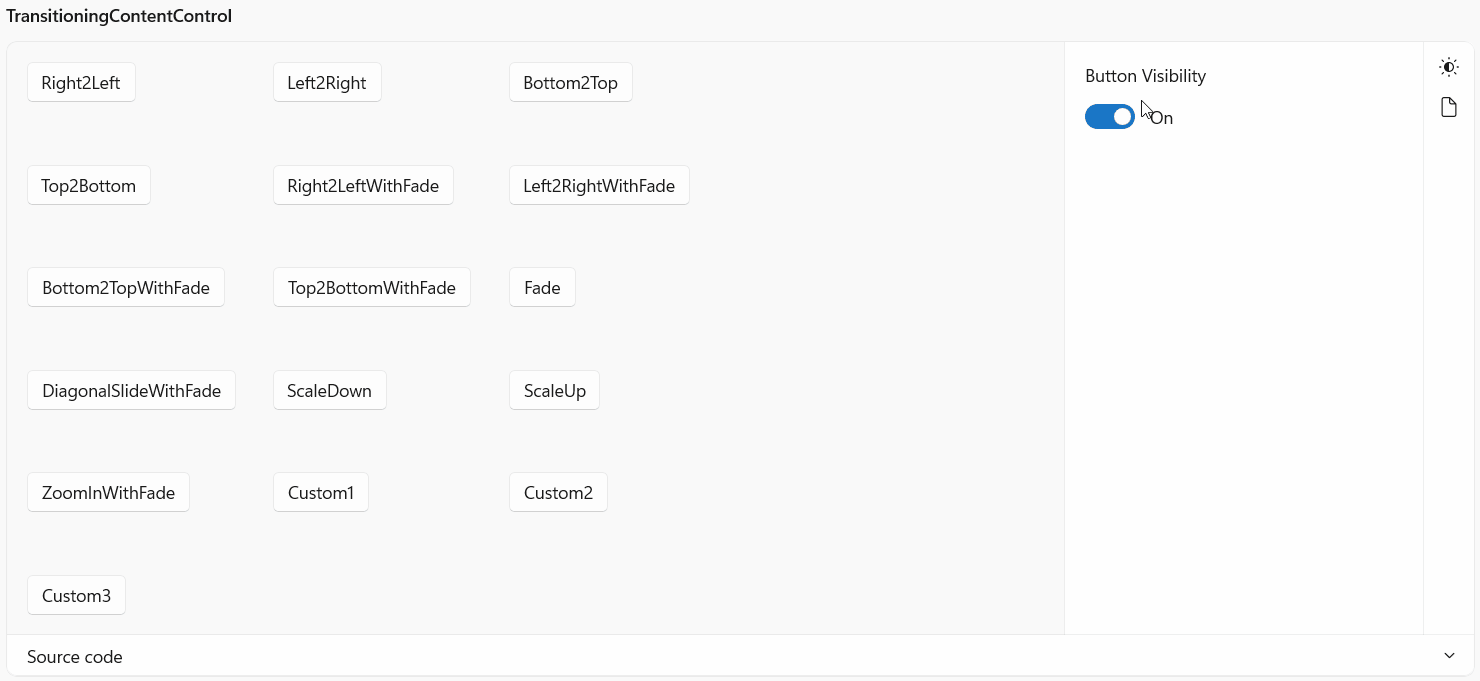 TransitioningContentControl
Right2Left Left2Right Bottom2Top
Top2Bottom Right2LeftWithFade Left2RightWithFade
Bottom2TopWithFade Top2BottomWithFade Fade
DiagonalSlideWithFade ScaleDown ScaleUp
ZoomInWithFade Custom1 Custom2
Custom3
Button Visibility
On
Source code